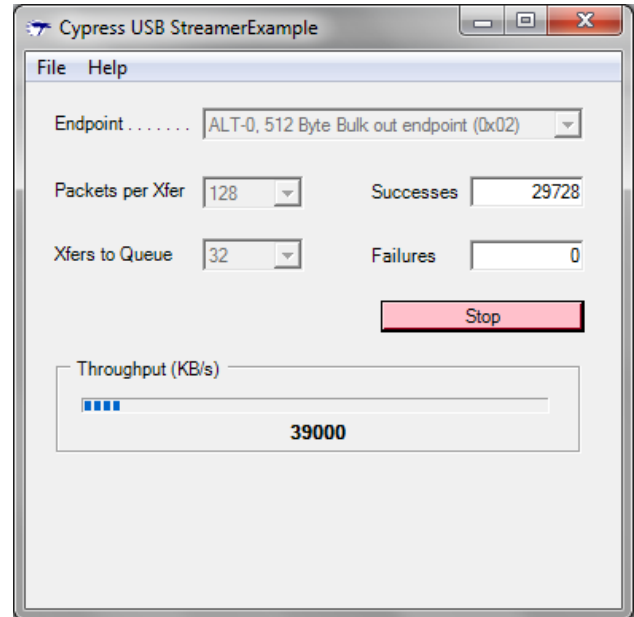 Cypress USB StreamerExample
File Help
Endpoint . . . . . . . ALT-0, 512 Byte Bulk out endpoint (0x02)
Packets per Xfer 128 Successes 29728
Xfers to Queue 32 Failures 0
Stop
Throughput (KB/s)
39000